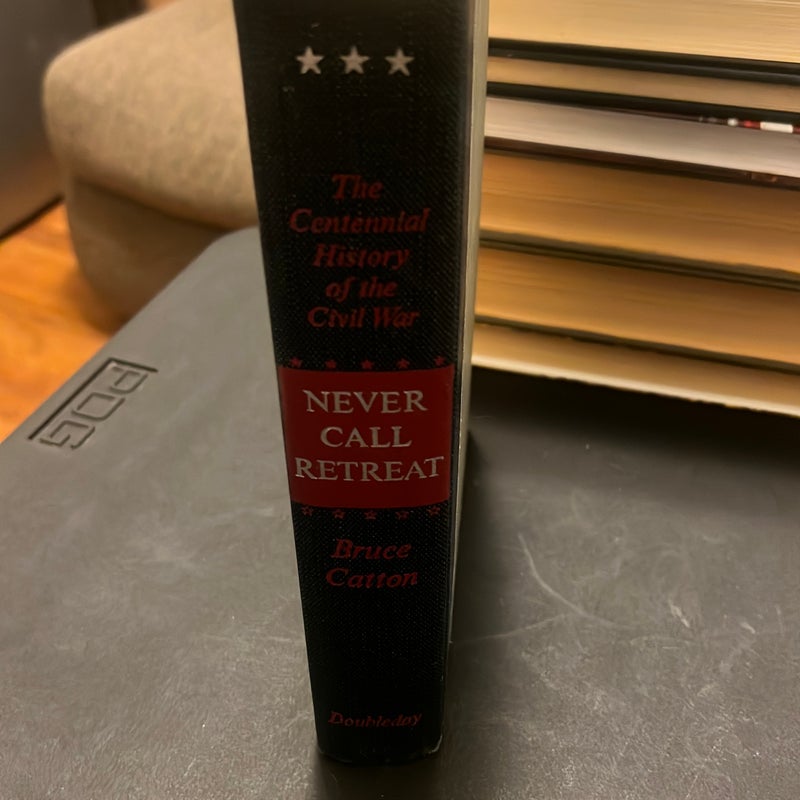 The
Centennial
History
of the
Civil War
NEVER
CALL
RETREAT
Bruce
Catton
Doubleday
PDG